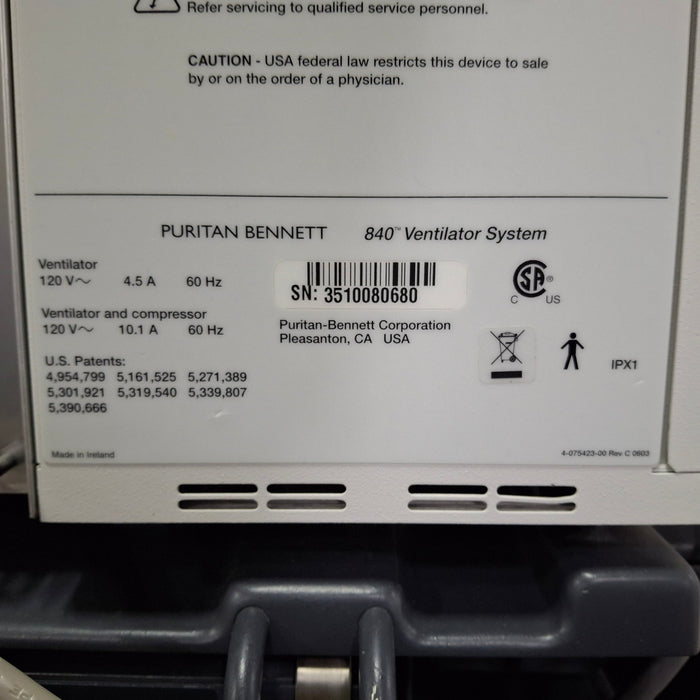 Refer servicing to qualified service personnel.
CAUTION - USA federal law restricts this device to sale
by or on the order of a physician.
PURITAN BENNETT 840™ Ventilator System
Ventilator
120 V~ 4.5 A 60 Hz
SN: 3510080680
CSA®
C US
Ventilator and compressor
120 V~ 10.1 A 60 Hz
Puritan-Bennett Corporation
Pleasanton, CA USA
IPX1
U.S. Patents:
4,954,799 5,161,525 5,271,389
5,301,921 5,319,540 5,339,807
5,390,666
Made in Ireland
4-075423-00 Rev C 0603